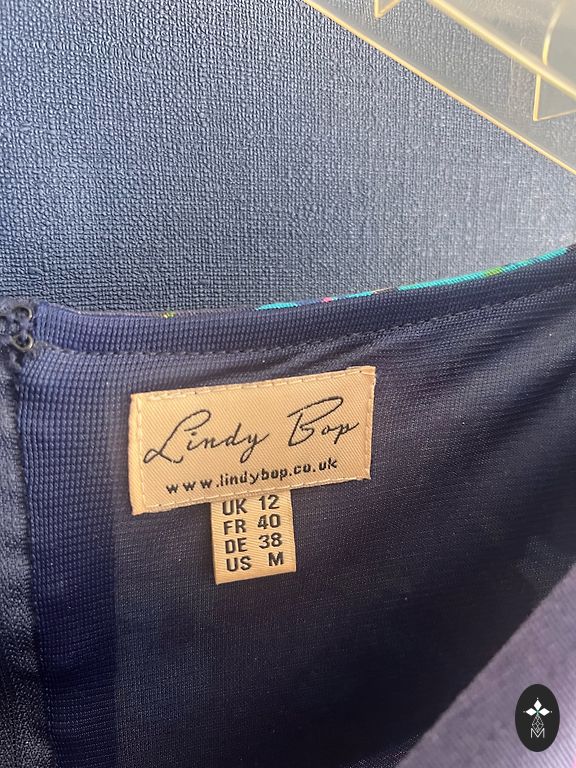 Lindy Bop
www.lindybop.co.uk
UK 12
FR 40
DE 38
US M
M